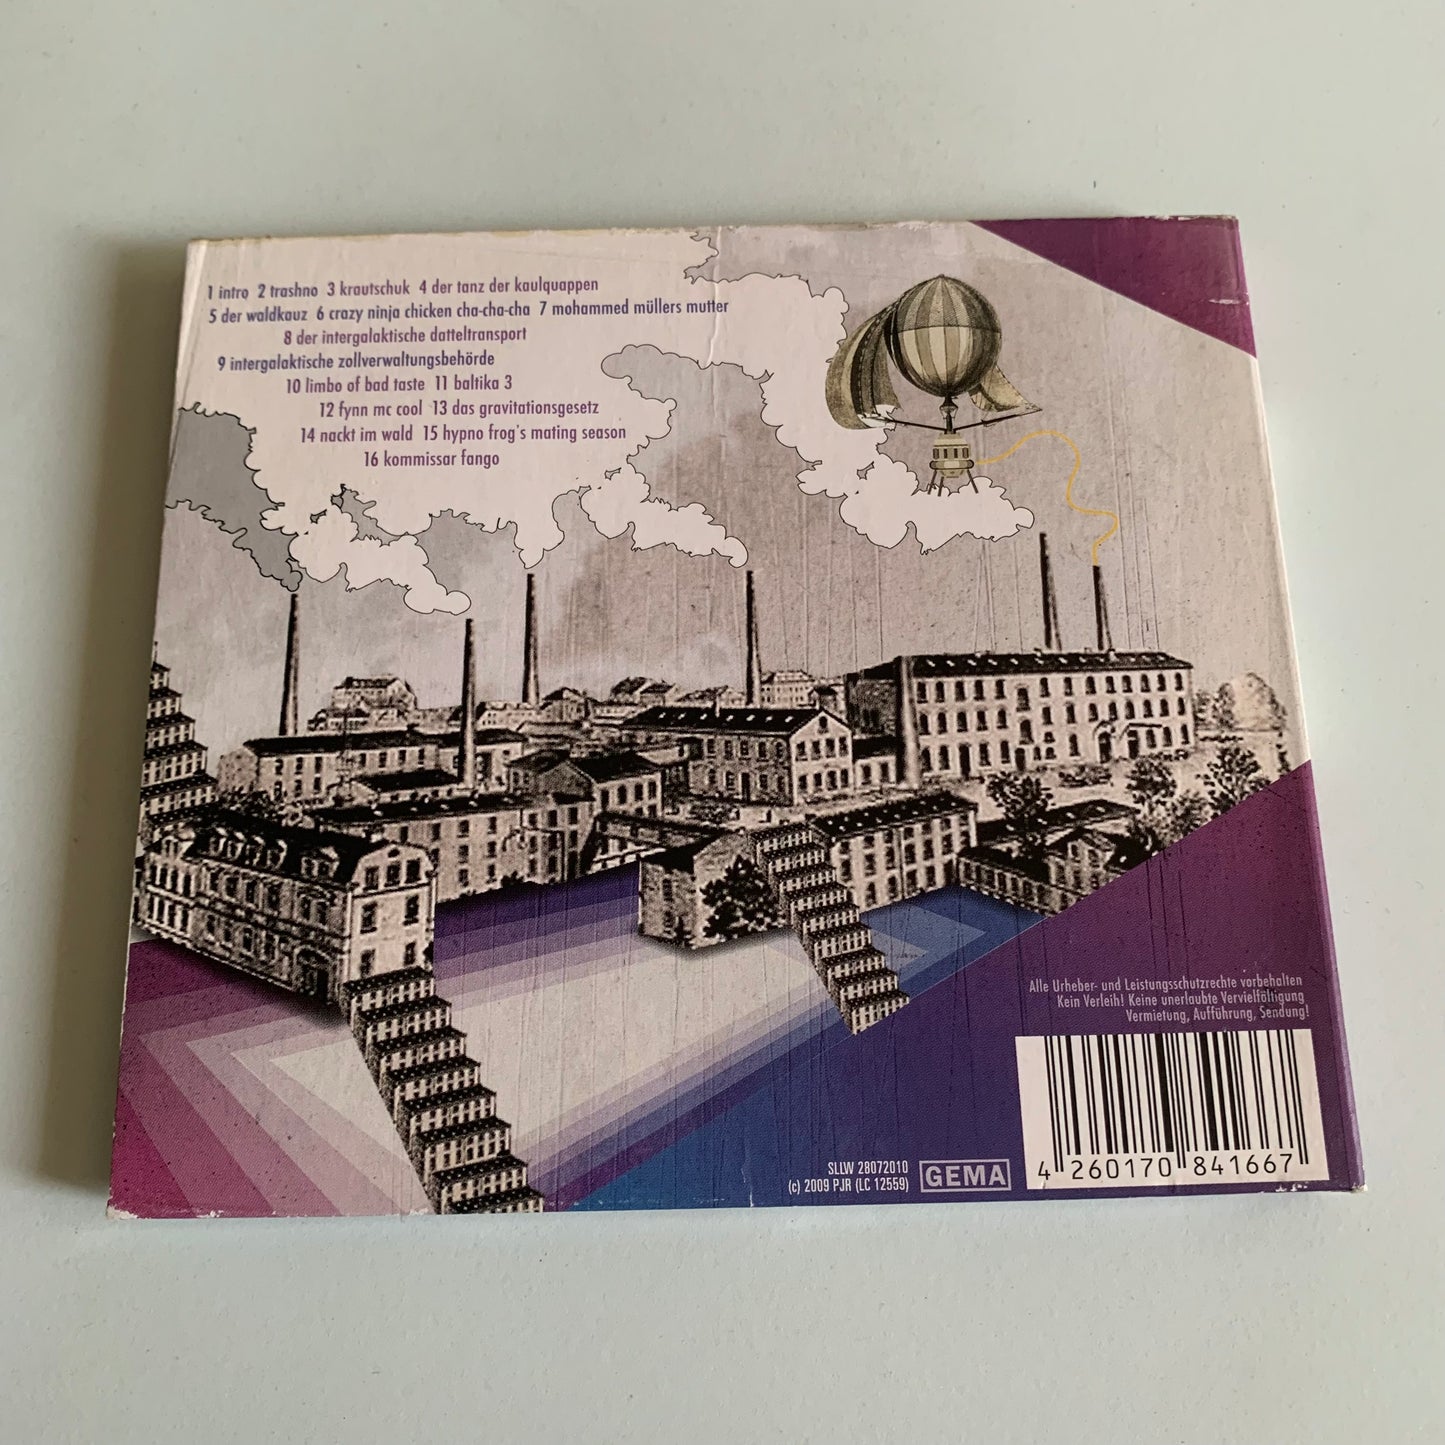 1 intro 2 trashno 3 krautschuk 4 der tanz der kaulquappen
5 der waldkauz 6 crazy ninja chicken cha-cha-cha 7 mohammed müllers mutter
8 der intergalaktische datteltransport
9 intergalaktische zollverwaltungsbehörde
10 limbo of bad taste 11 baltika 3
12 fynn mc cool 13 das gravitationsgesetz
14 nackt im wald 15 hypno frog's mating season
16 kommissar fango
Alle Urheber- und Leistungsschutzrechte vorbehalten
Kein Verleih! Keine unerlaubte Vervielfältigung
Vermietung, Aufführung, Sendung!
SLLW 28072010
(c) 2009 PJR (LC 12559)
GEMA
4 260170 841667